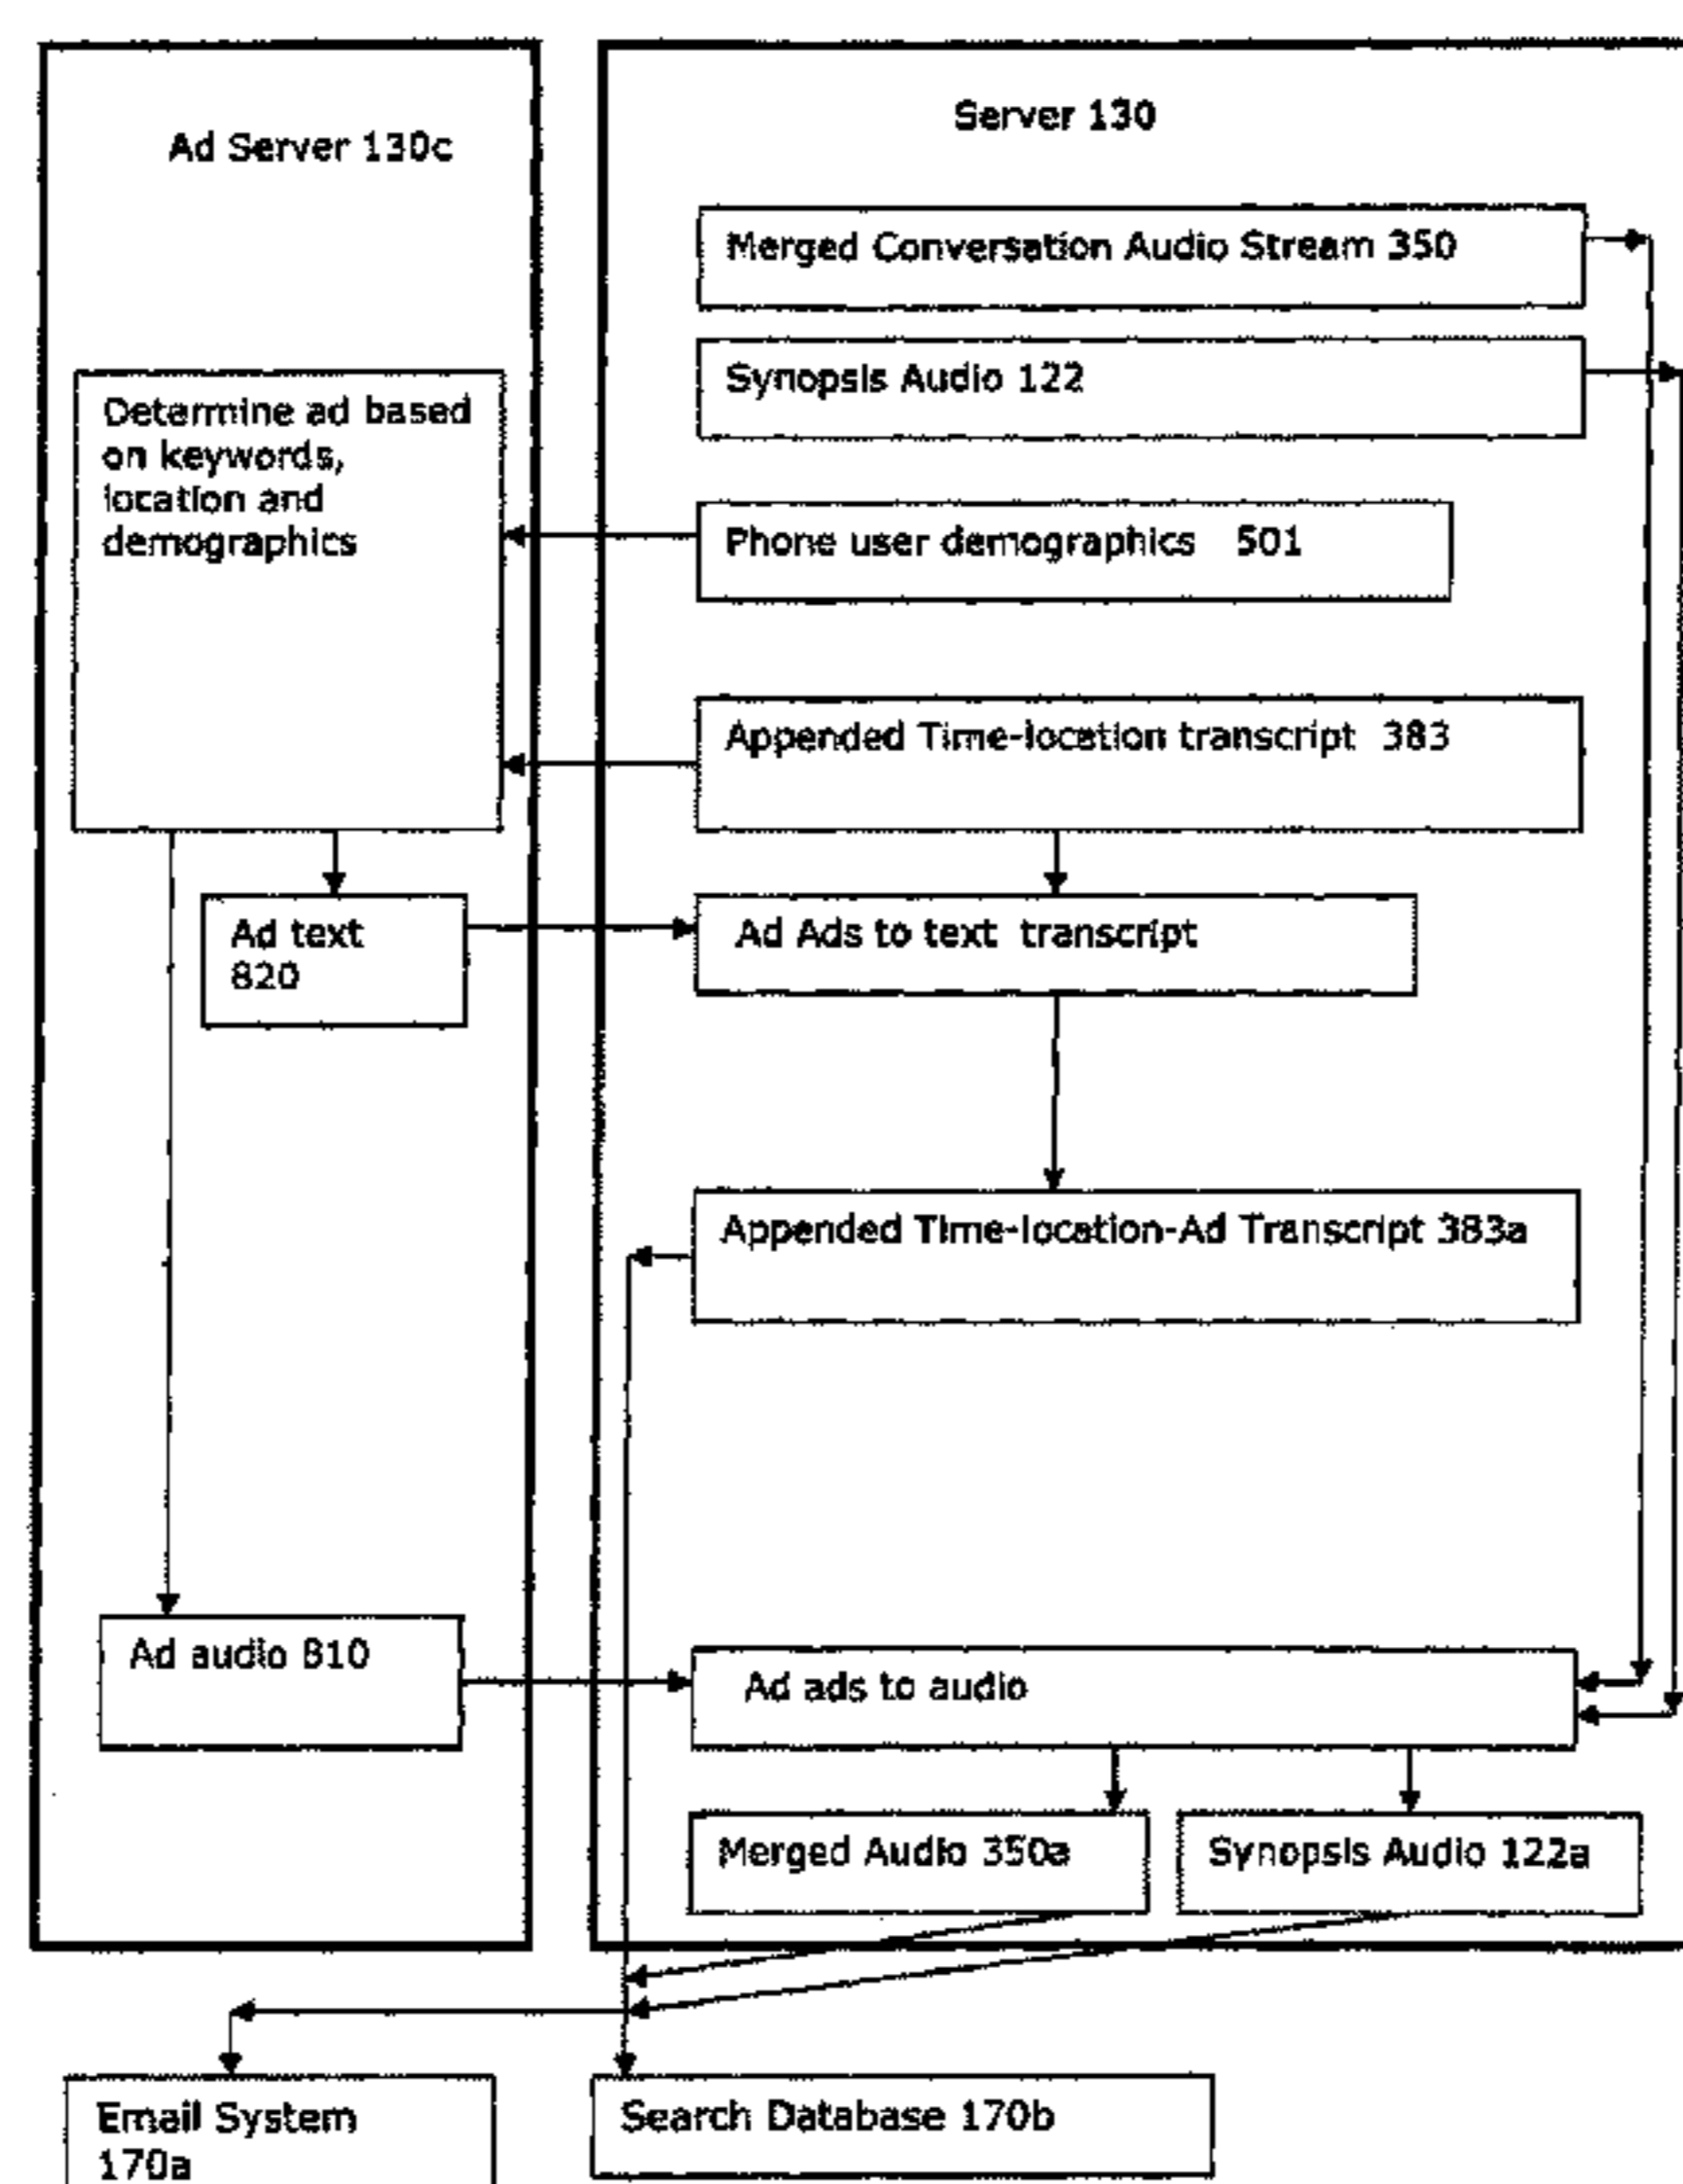 Ad Server 130c
Server 130
Merged Conversation Audio Stream 350
Synopsis Audio 122
Determine ad based
on keywords,
location and
demographics
Phone user demographics 501
Appended Time-location transcript 383
Ad text
820
Ad Ads to text transcript
Appended Time-location-Ad Transcript 383a
Ad audio 810
Ad ads to audio
Merged Audio 350a
Synopsis Audio 122a
Email System
170a
Search Database 170b